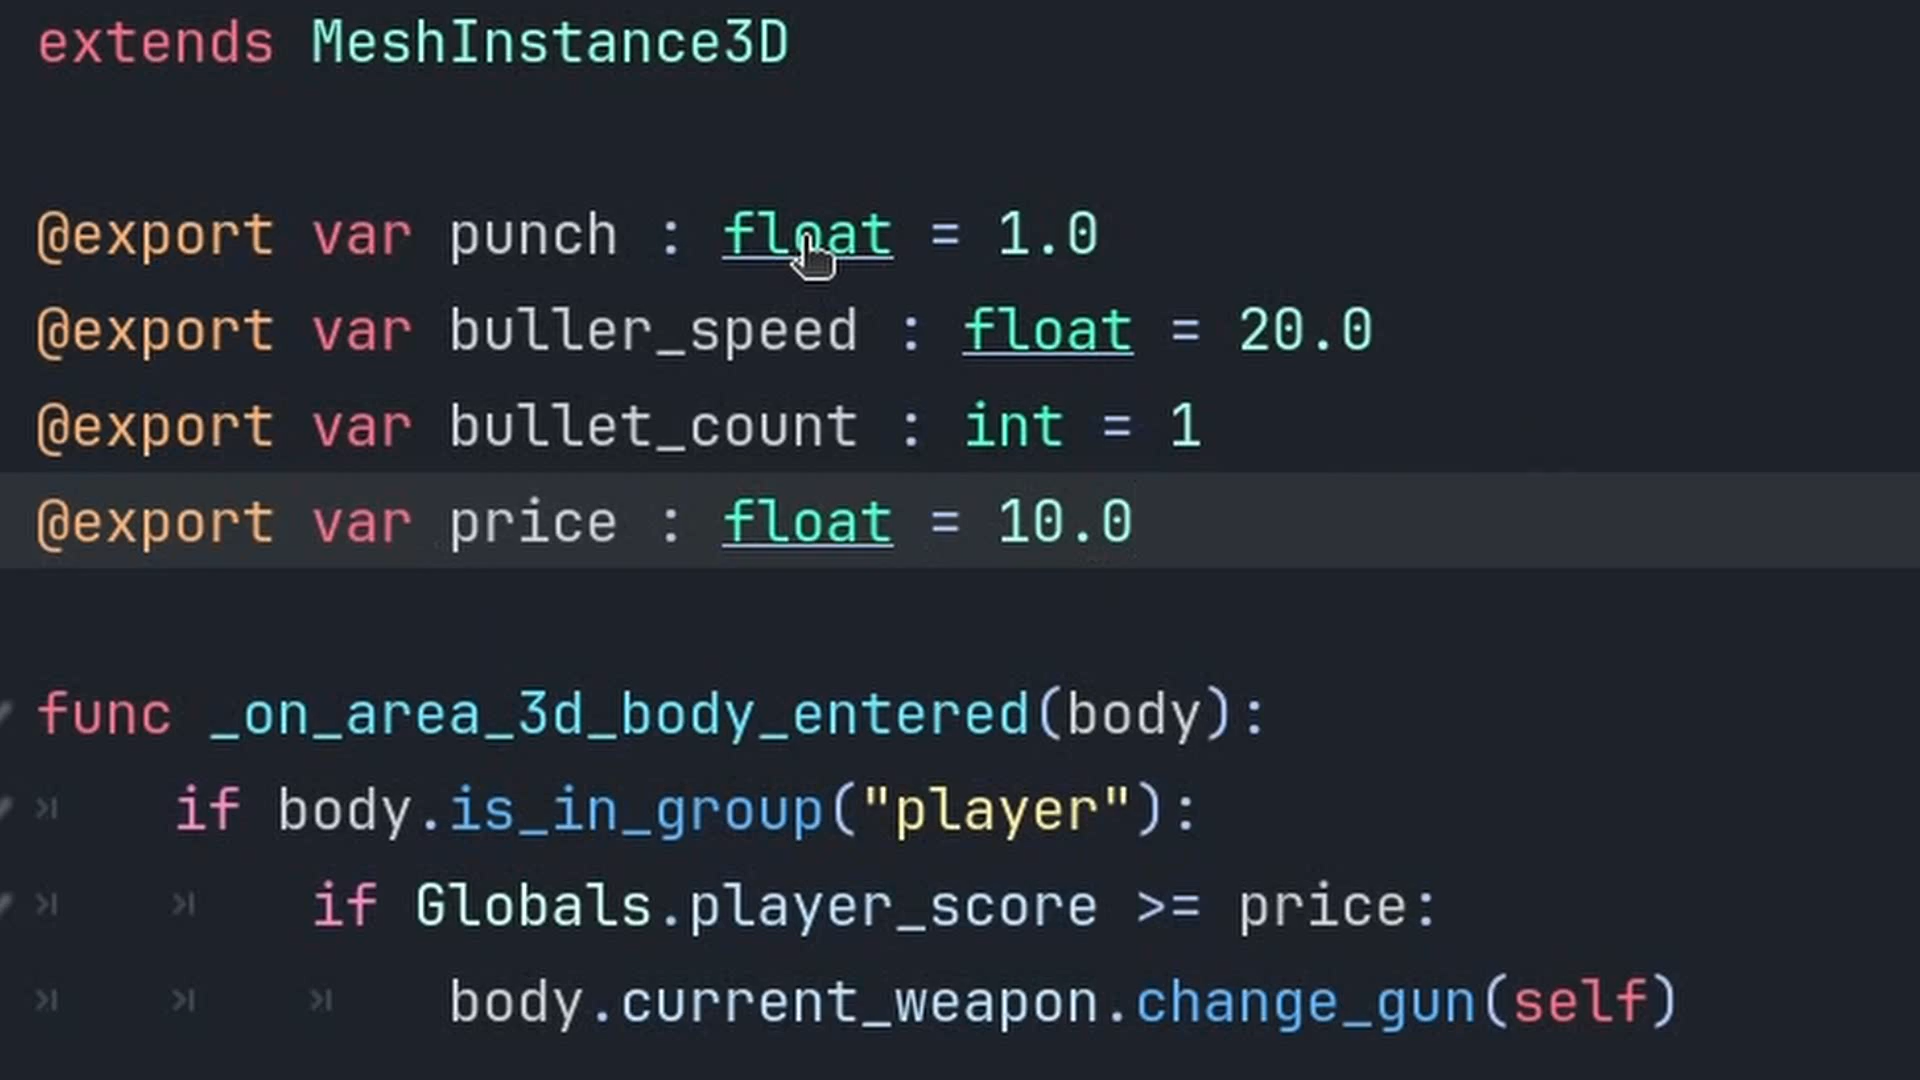 extends MeshInstance3D
@export var punch : float = 1.0
@export var buller_speed : float = 20.0
@export var bullet_count : int = 1
@export var price : float = 10.0
func _on_area_3d_body_entered(body):
if body.is_in_group("player"):
if Globals.player_score >= price:
body.current_weapon.change_gun(self)